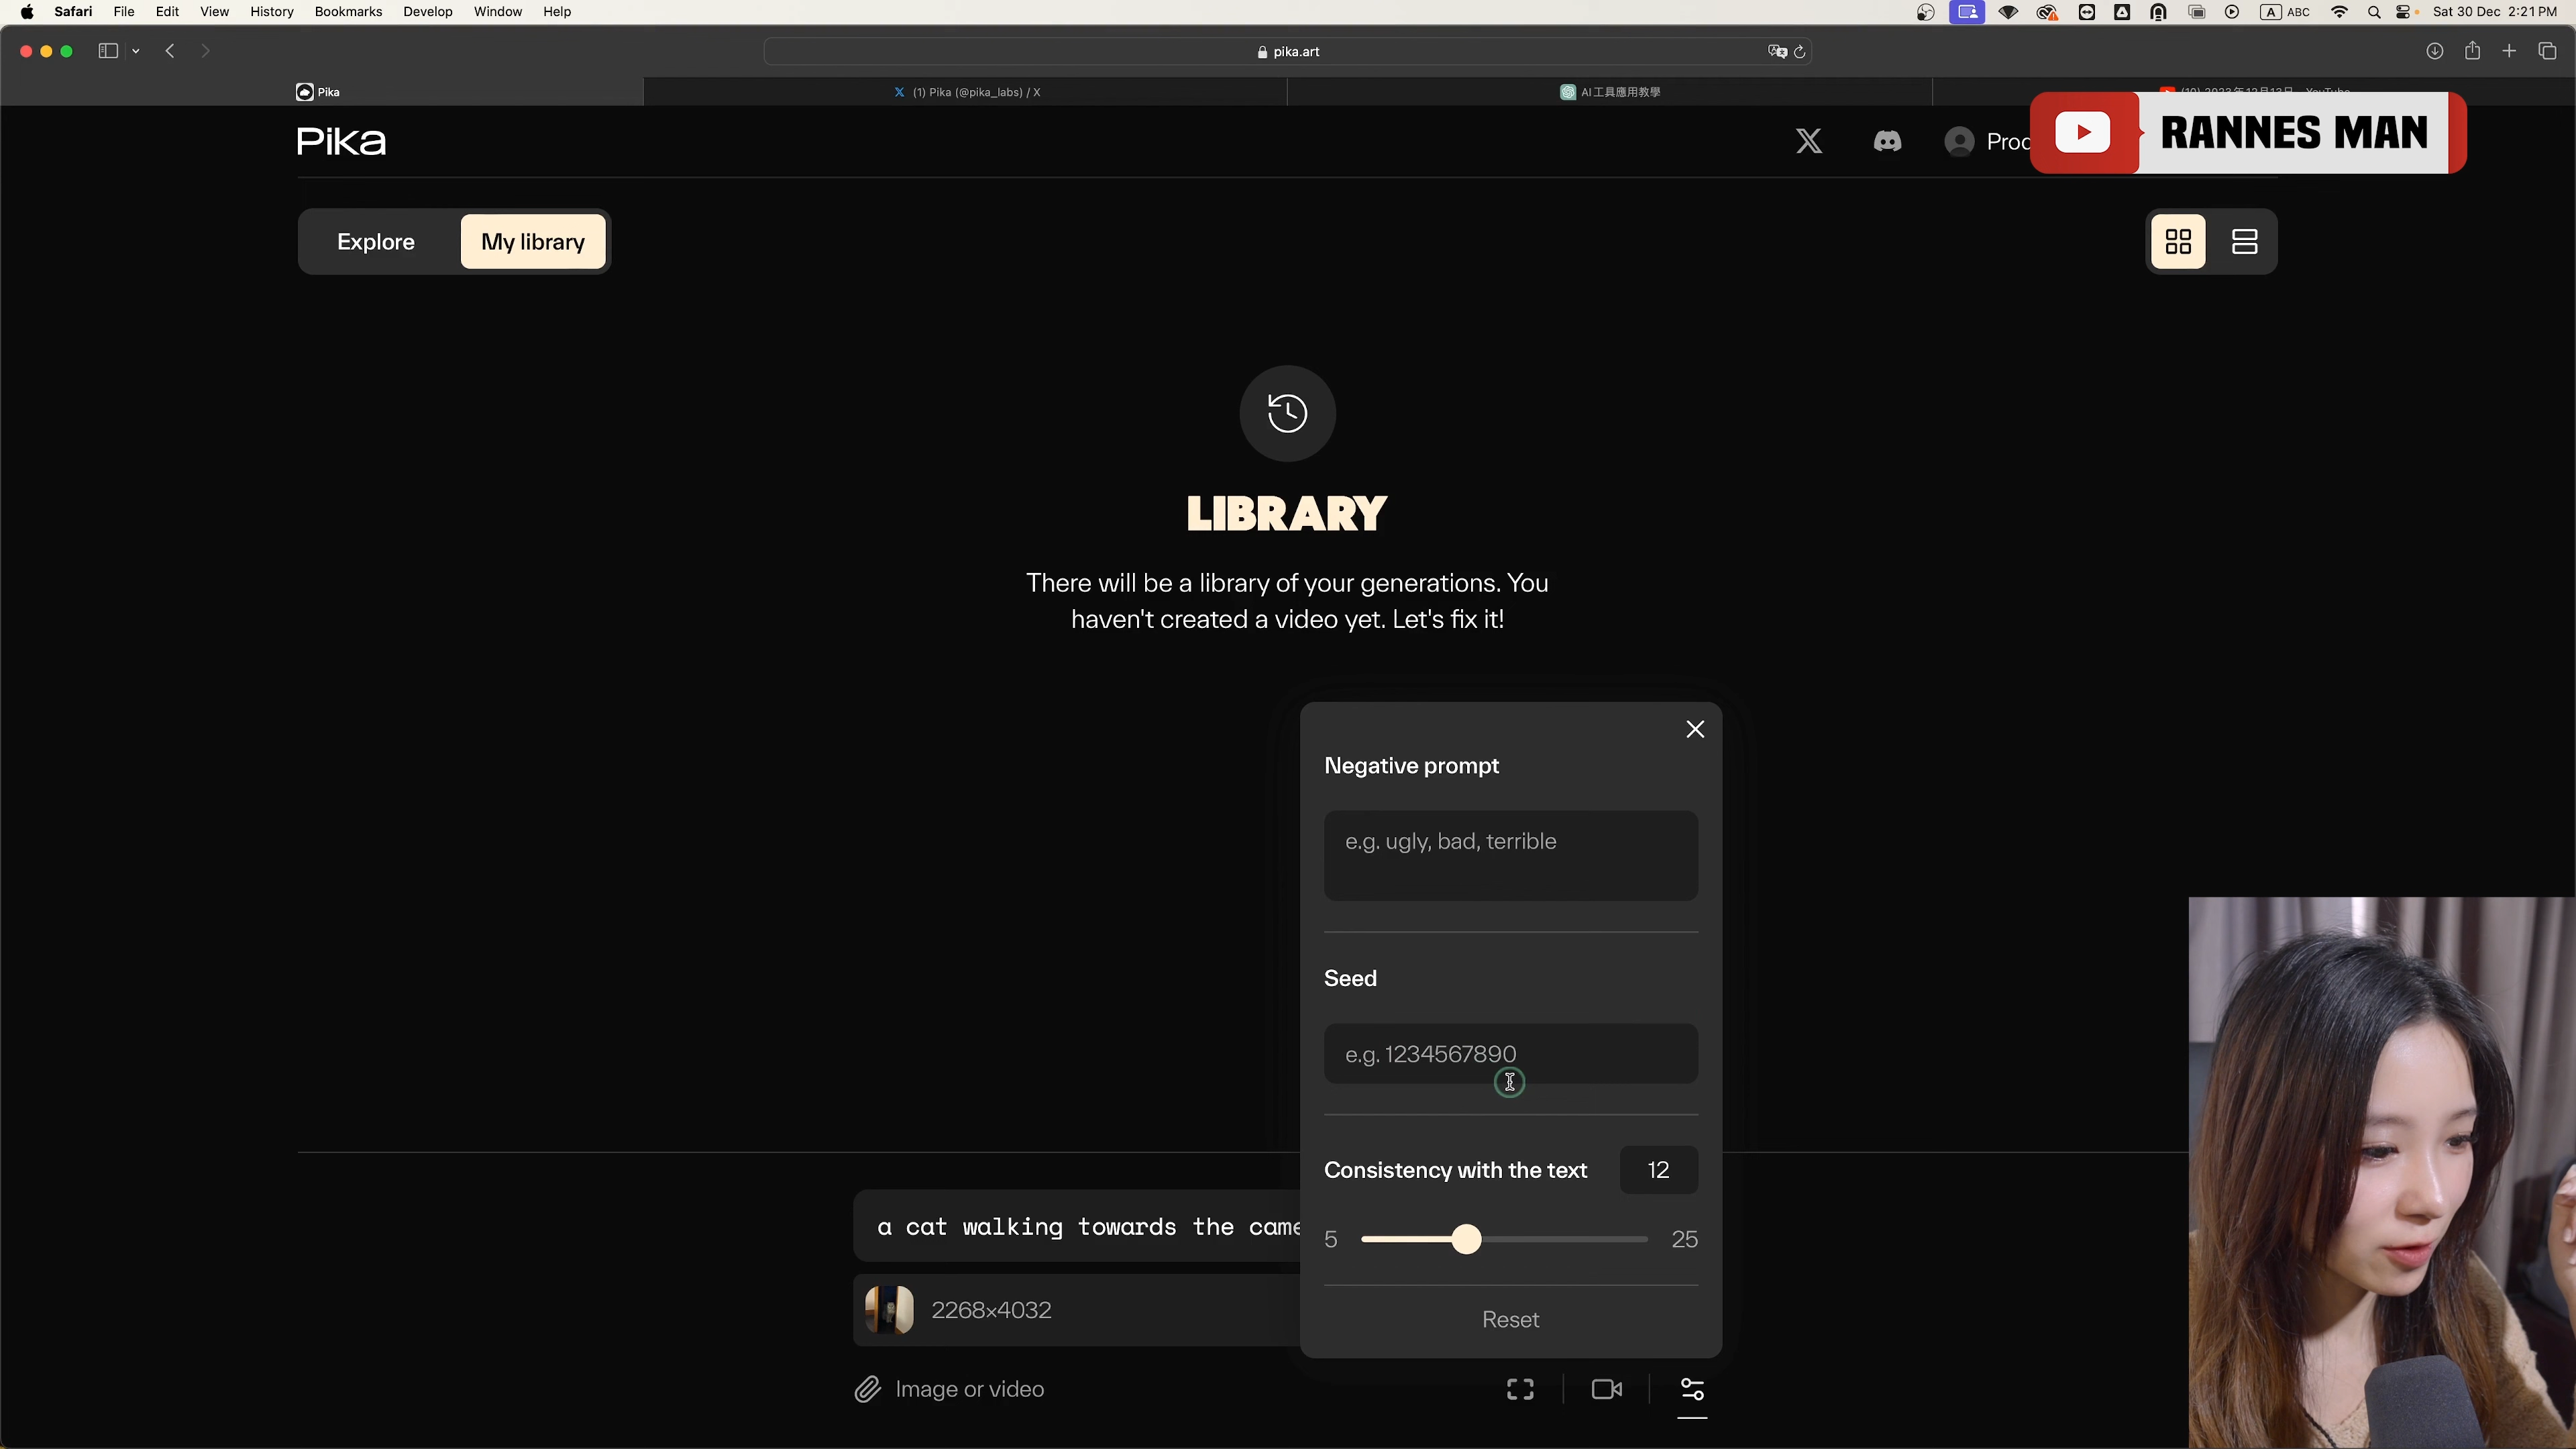 Safari File Edit View History Bookmarks Develop Window Help
A ABC Sat 30 Dec 2:21 PM
pika.art
Pika
(1) Pika (@pika_labs) / X
AI工具應用教學
Pika
Prod
RANNES MAN
Explore
My library
LIBRARY
There will be a library of your generations. You
haven't created a video yet. Let's fix it!
Negative prompt
e.g. ugly, bad, terrible
Seed
e.g. 1234567890
Consistency with the text 12
5 25
Reset
a cat walking towards the came
2268×4032
Image or video